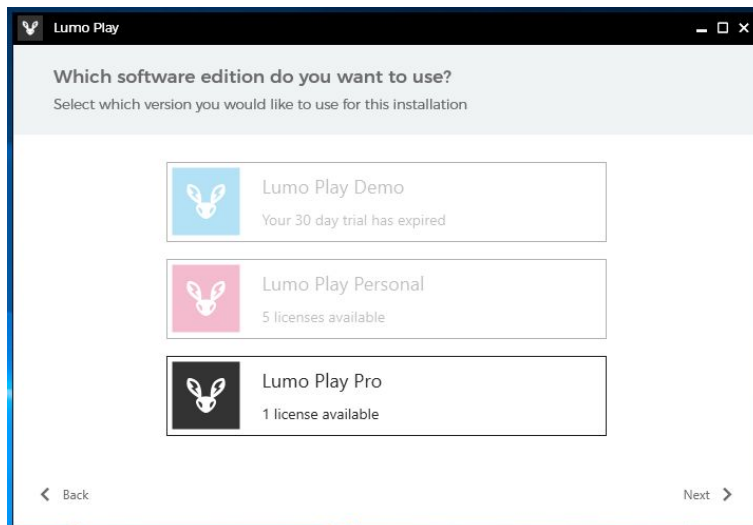 Lumo Play
Which software edition do you want to use?
Select which version you would like to use for this installation
Lumo Play Demo
Your 30 day trial has expired
Lumo Play Personal
5 licenses available
Lumo Play Pro
1 license available
Back
Next